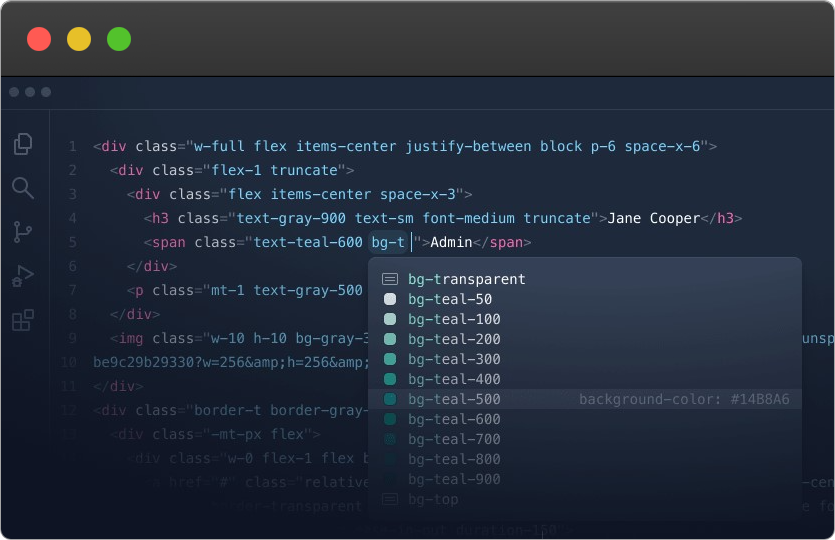 1 <div class="w-full flex items-center justify-between block p-6 space-x-6">
2 <div class="flex-1 truncate">
3 <div class="flex items-center space-x-3">
4 <h3 class="text-gray-900 text-sm font-medium truncate">Jane Cooper</h3>
5 <span class="text-teal-600 bg-t ">Admin</span>
6 </div>
7 <p class="mt-1 text-gray-500
8 </div>
9 <img class="w-10 h-10 bg-gray-3 unsp
10 be9c29b29330?w=256&amp;h=256&amp;
11 </div>
12 <div class="border-t border-gray-
13 <div class="-mt-px flex">
<div class="w-0 flex-1 flex b
href="#" class="relative -cen
border-transparent e fo
out duration-150">
bg-transparent
bg-teal-50
bg-teal-100
bg-teal-200
bg-teal-300
bg-teal-400
bg-teal-500 background-color: #14B8A6
bg-teal-600
bg-teal-700
bg-teal-800
bg-teal-900
bg-top